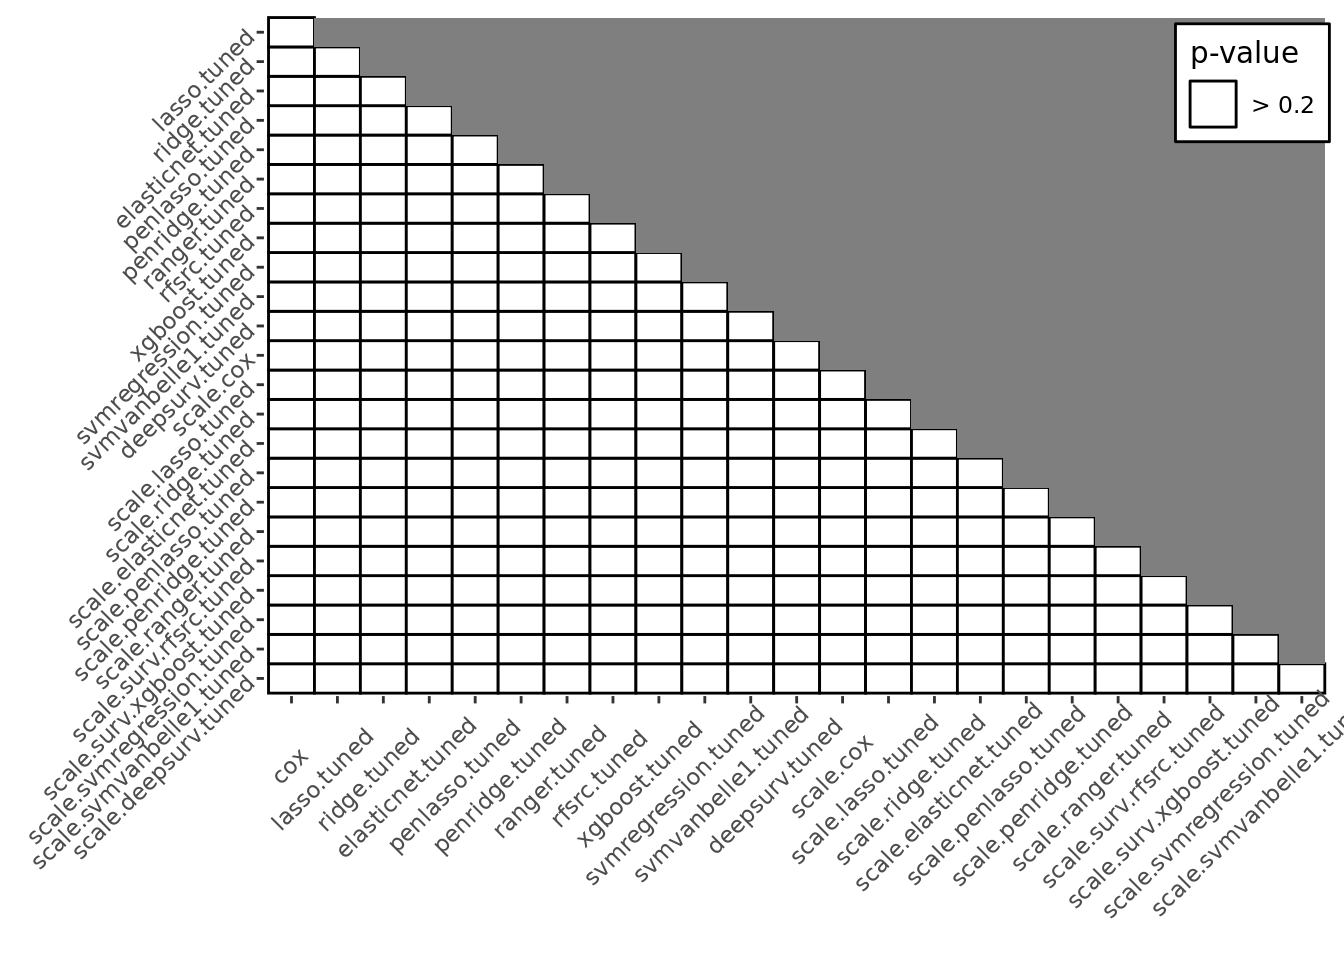 p-value
> 0.2
lasso.tuned
ridge.tuned
elasticnet.tuned
penlasso.tuned
penridge.tuned
ranger.tuned
rfsrc.tuned
xgboost.tuned
svmregression.tuned
svmvanbelle1.tuned
deepsurv.tuned
scale.cox
scale.lasso.tuned
scale.ridge.tuned
scale.elasticnet.tuned
scale.penlasso.tuned
scale.penridge.tuned
scale.ranger.tuned
scale.surv.rfsrc.tuned
scale.surv.xgboost.tuned
scale.svmregression.tuned
scale.svmvanbelle1.tuned
scale.deepsurv.tuned
cox
lasso.tuned
ridge.tuned
elasticnet.tuned
penlasso.tuned
penridge.tuned
ranger.tuned
rfsrc.tuned
xgboost.tuned
svmregression.tuned
svmvanbelle1.tuned
deepsurv.tuned
scale.cox
scale.lasso.tuned
scale.ridge.tuned
scale.elasticnet.tuned
scale.penlasso.tuned
scale.penridge.tuned
scale.ranger.tuned
scale.surv.rfsrc.tuned
scale.surv.xgboost.tuned
scale.svmregression.tuned
scale.svmvanbelle1.tu